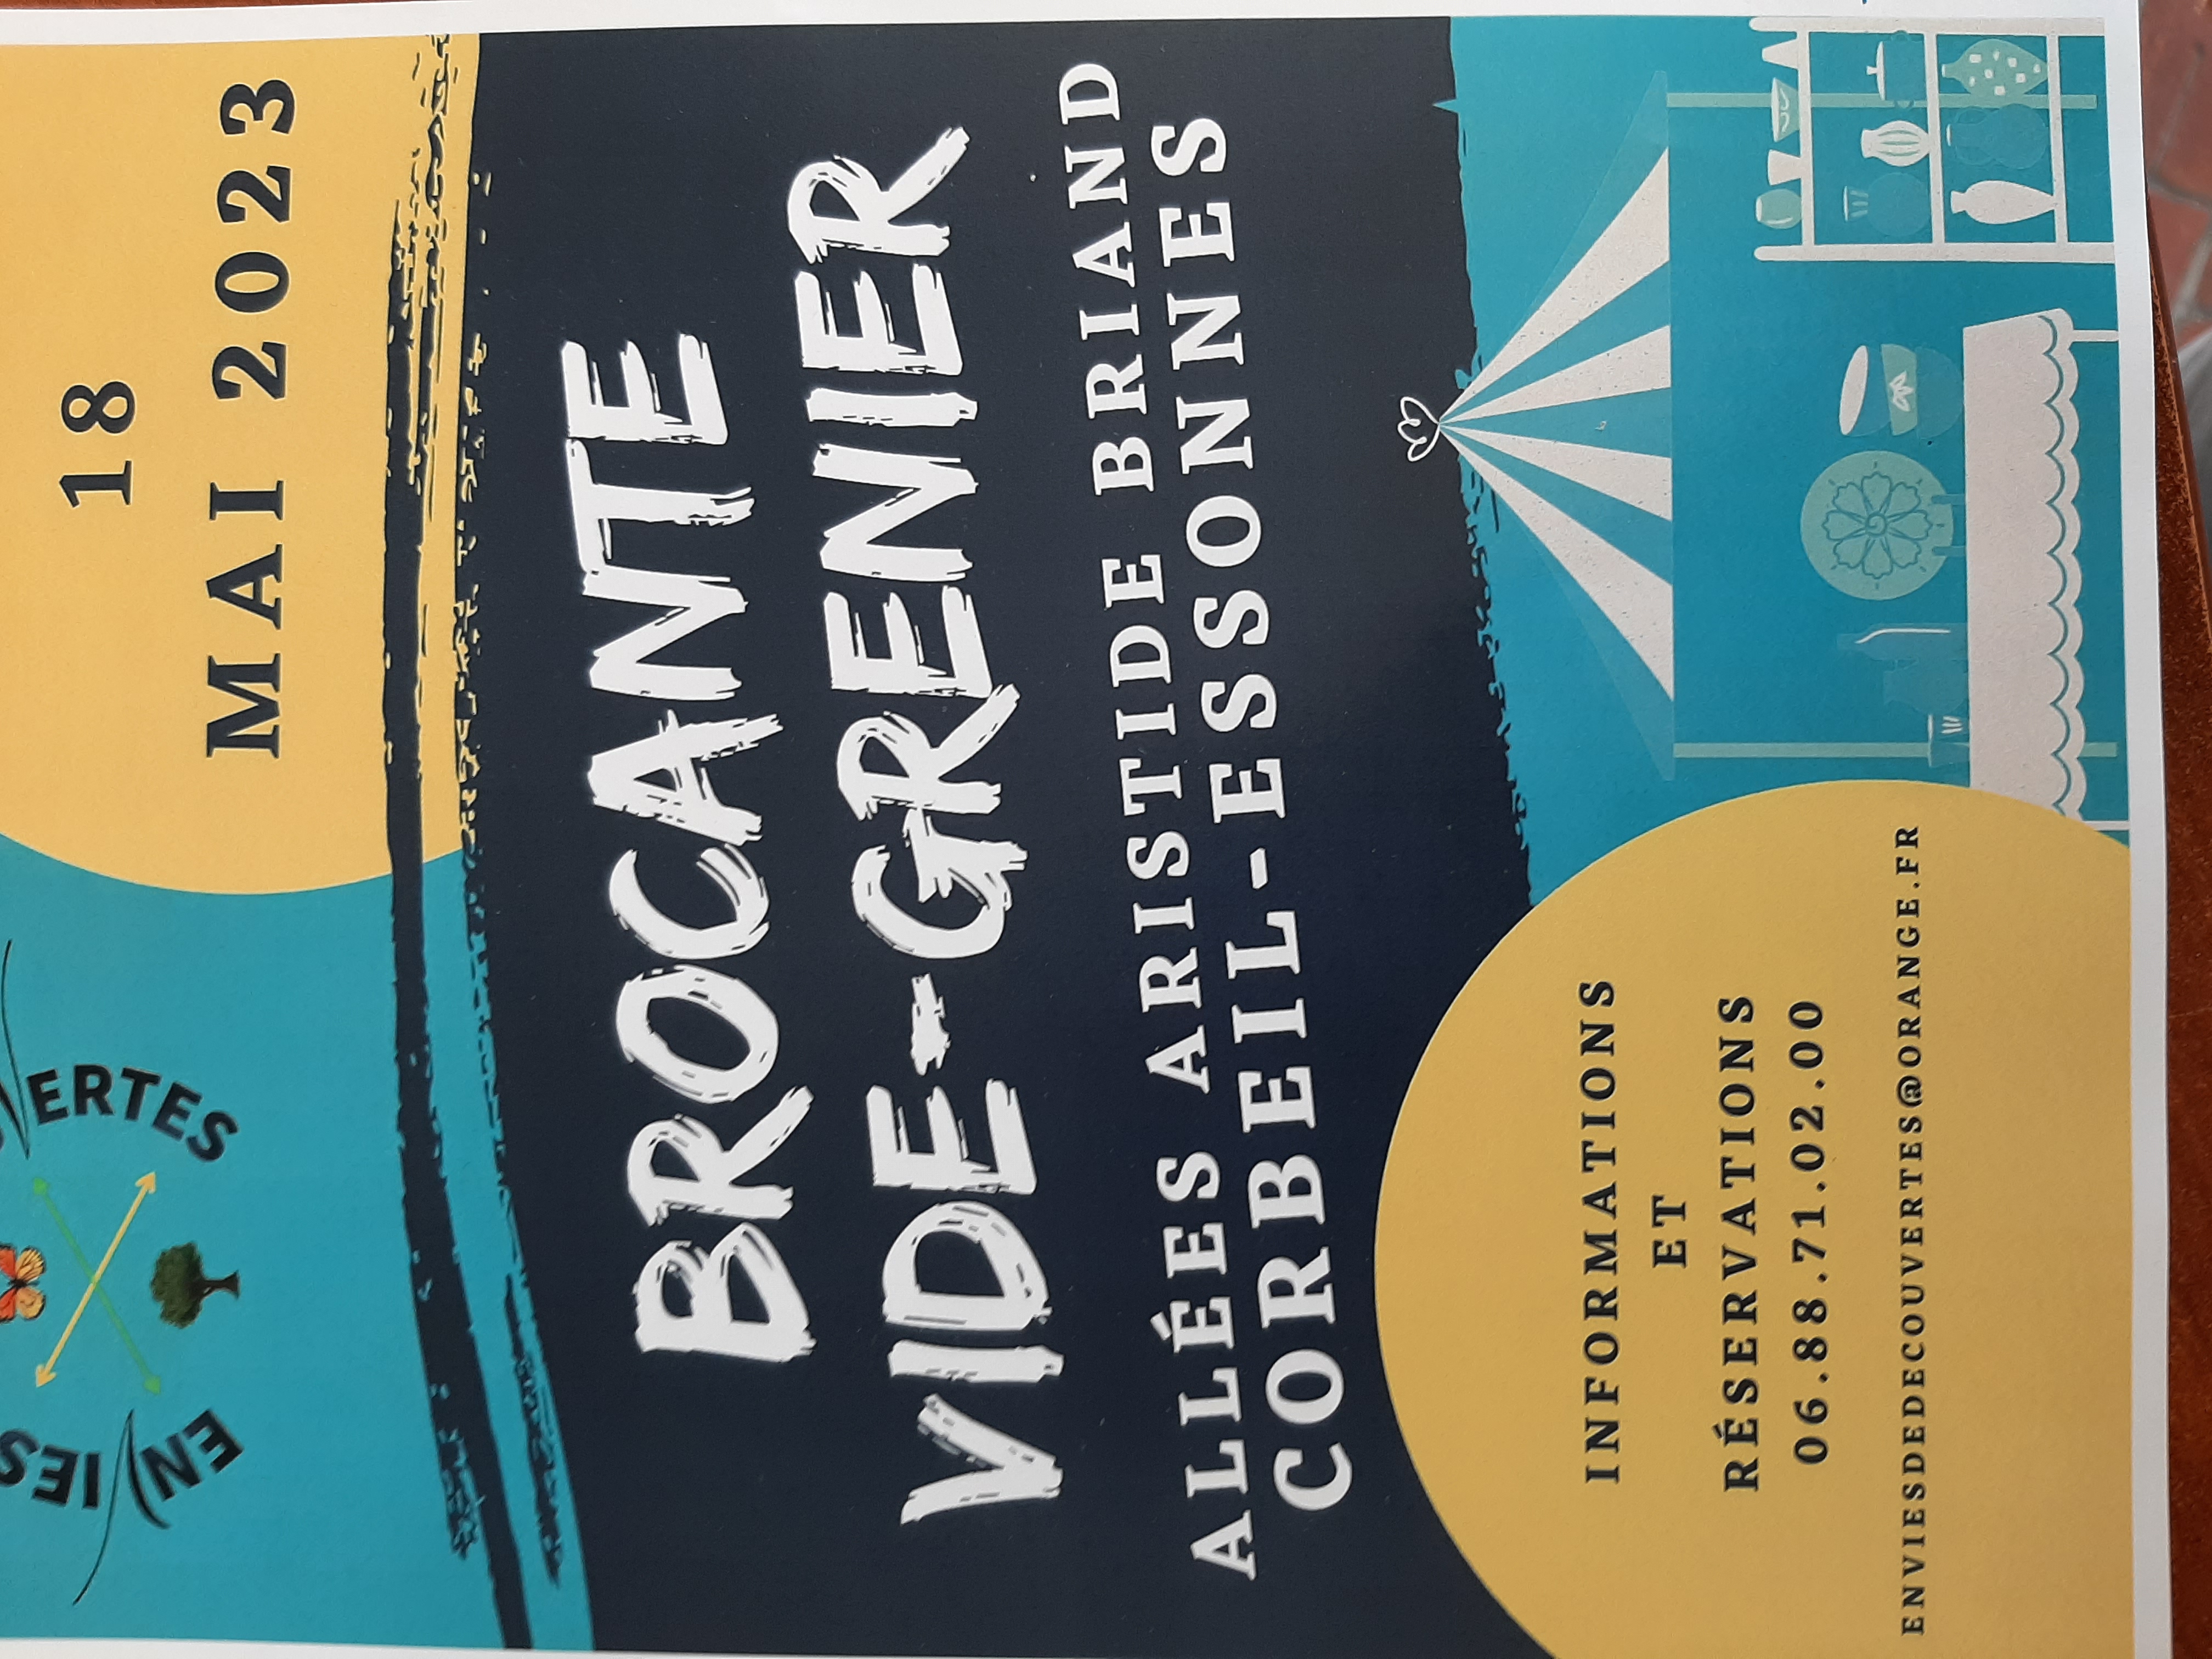 18
MAI 2023
BROCANTE
VIDE-GRENIER
ALLÉES ARISTIDE BRIAND
CORBEIL-ESSONNES
INFORMATIONS
ET
RÉSERVATIONS
06.88.71.02.00
ENVIESDEDECOUVERTES@ORANGE.FR